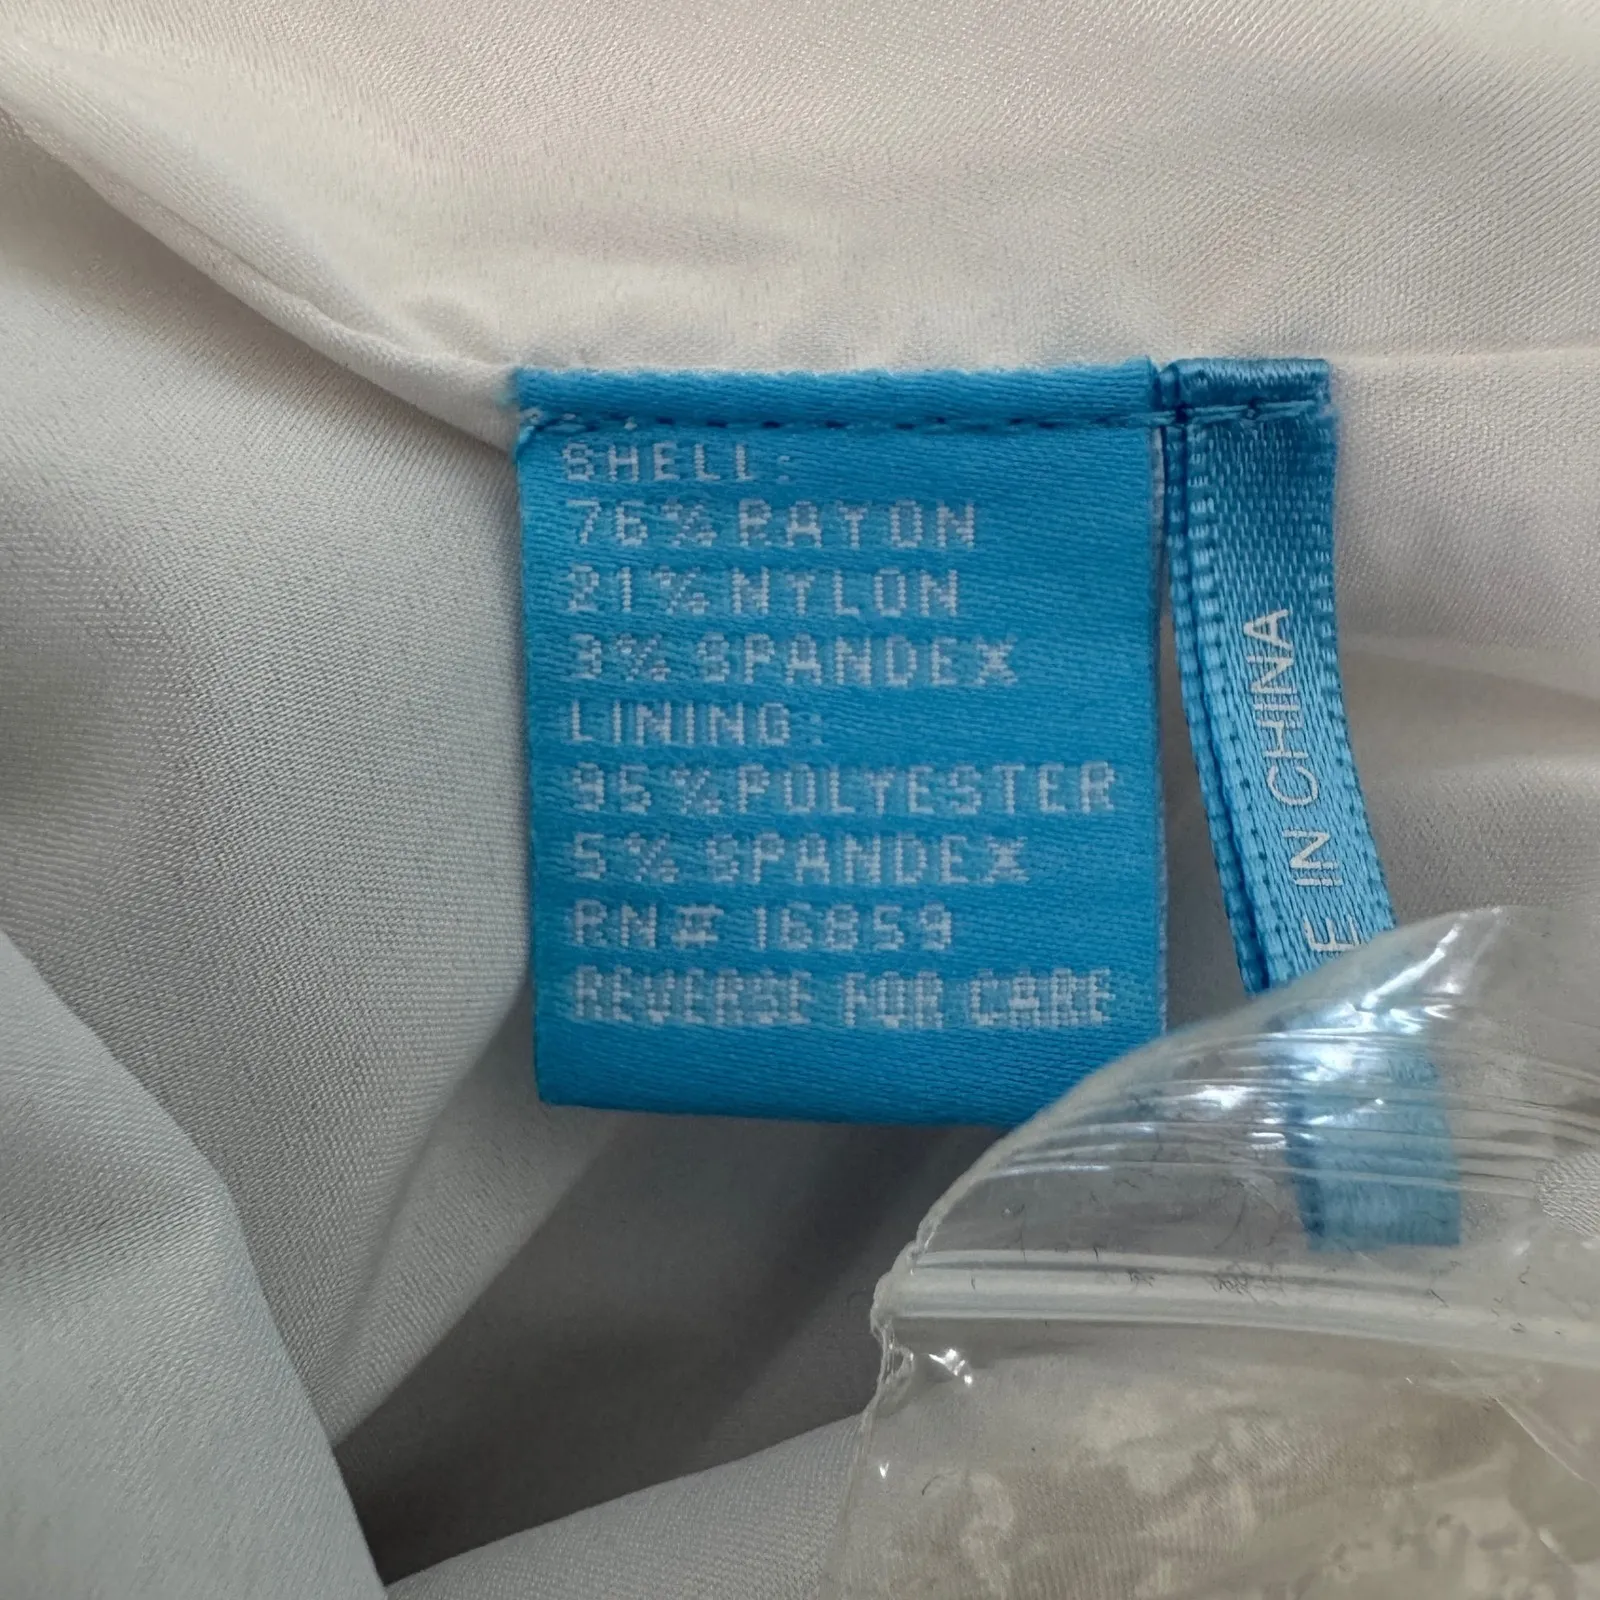 SHELL:
76% RAYON
21% NYLON
3% SPANDEX
LINING:
95% POLYESTER
5% SPANDEX
RN# 16859
REVERSE FOR CARE
E IN CHINA